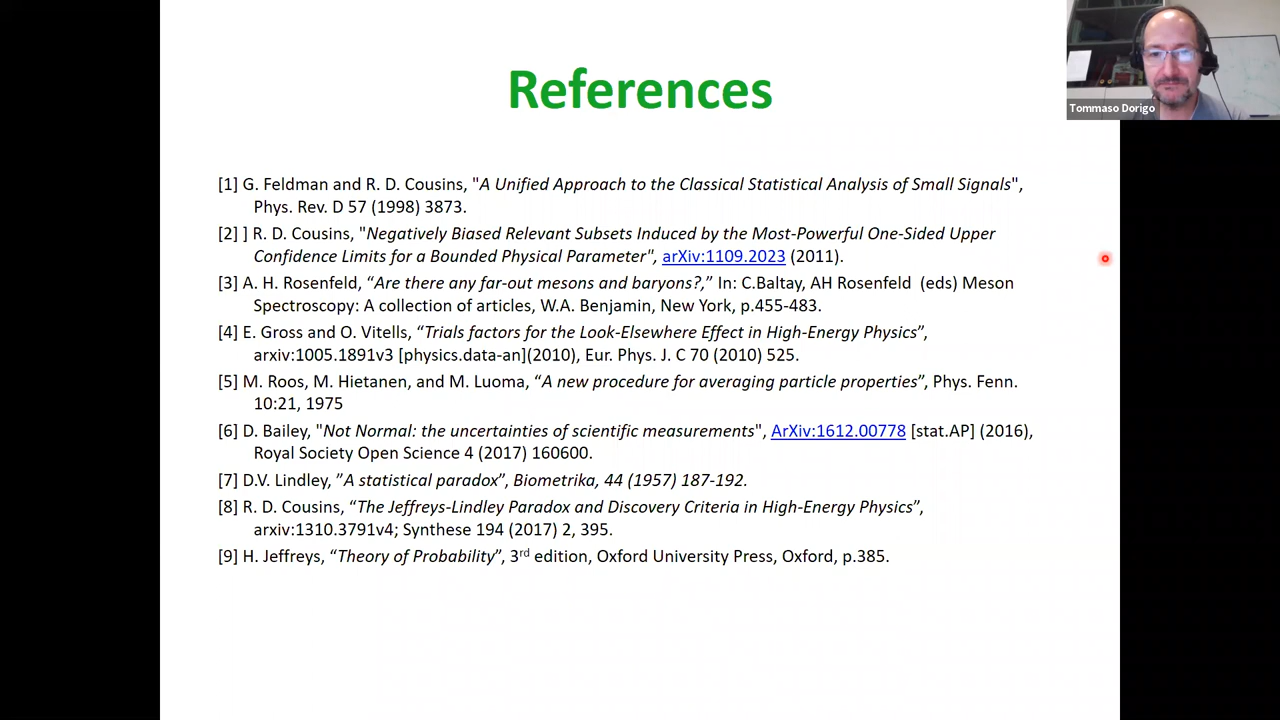 References
Tommaso Dorigo
[1] G. Feldman and R. D. Cousins, "A Unified Approach to the Classical Statistical Analysis of Small Signals",
Phys. Rev. D 57 (1998) 3873.
[2] ] R. D. Cousins, "Negatively Biased Relevant Subsets Induced by the Most-Powerful One-Sided Upper
Confidence Limits for a Bounded Physical Parameter", arXiv:1109.2023 (2011).
[3] A. H. Rosenfeld, “Are there any far-out mesons and baryons?,” In: C.Baltay, AH Rosenfeld (eds) Meson
Spectroscopy: A collection of articles, W.A. Benjamin, New York, p.455-483.
[4] E. Gross and O. Vitells, “Trials factors for the Look-Elsewhere Effect in High-Energy Physics”,
arxiv:1005.1891v3 [physics.data-an](2010), Eur. Phys. J. C 70 (2010) 525.
[5] M. Roos, M. Hietanen, and M. Luoma, “A new procedure for averaging particle properties”, Phys. Fenn.
10:21, 1975
[6] D. Bailey, "Not Normal: the uncertainties of scientific measurements", ArXiv:1612.00778 [stat.AP] (2016),
Royal Society Open Science 4 (2017) 160600.
[7] D.V. Lindley, ”A statistical paradox”, Biometrika, 44 (1957) 187-192.
[8] R. D. Cousins, “The Jeffreys-Lindley Paradox and Discovery Criteria in High-Energy Physics”,
arxiv:1310.3791v4; Synthese 194 (2017) 2, 395.
[9] H. Jeffreys, “Theory of Probability”, 3rd edition, Oxford University Press, Oxford, p.385.